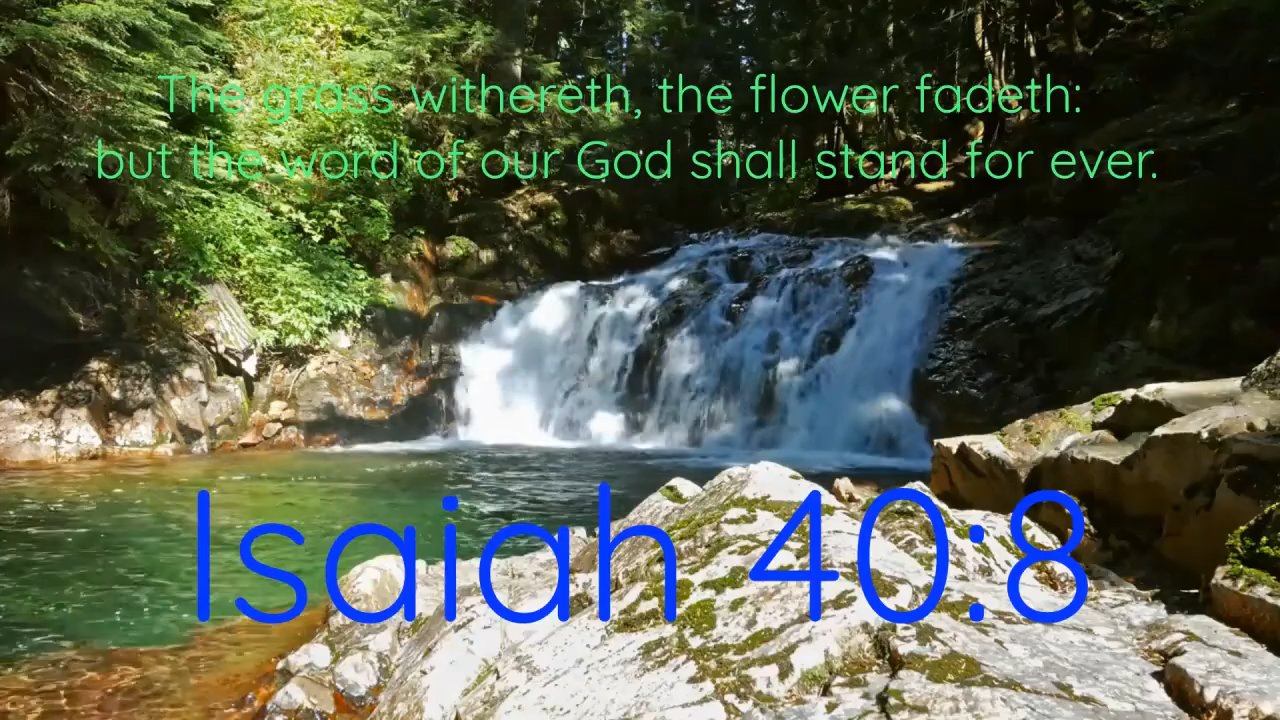 The grass withereth, the flower fadeth:
but the word of our God shall stand for ever.
Isaiah 40:8